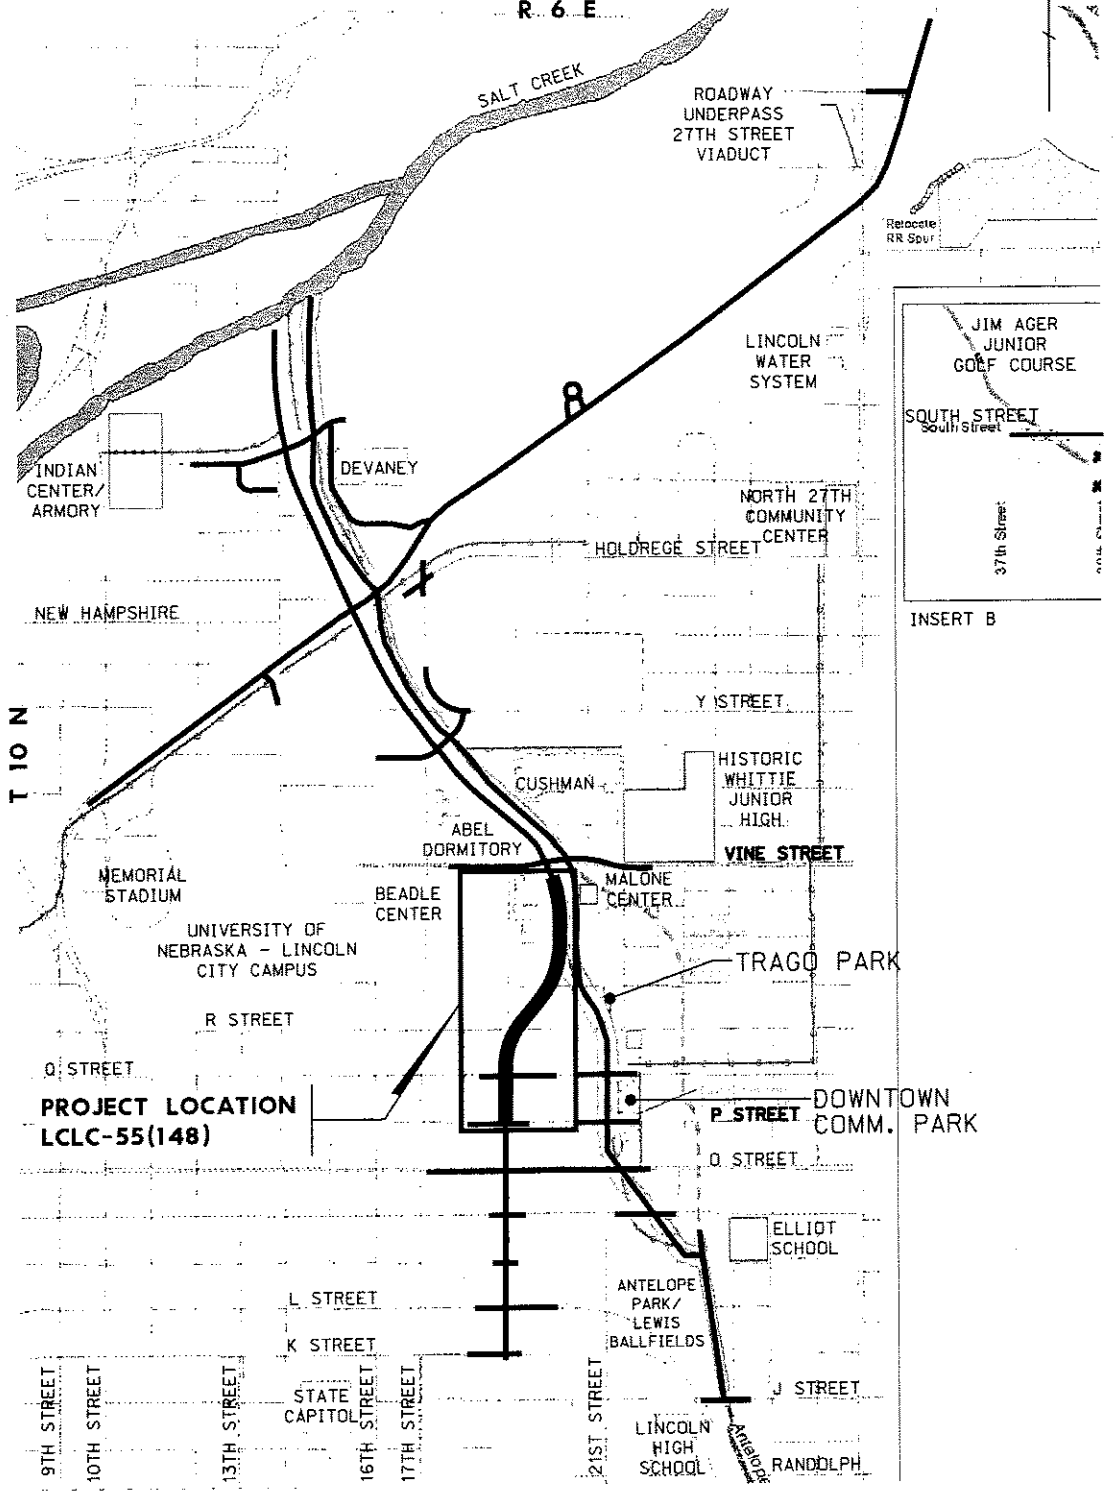 R 6 E
SALT CREEK
ROADWAY
UNDERPASS
27TH STREET
VIADUCT
Relocate
RR Spur
LINCOLN
WATER
SYSTEM
JIM AGER
JUNIOR
GOLF COURSE
SOUTH STREET
South Street
37th Street
INSERT B
INDIAN
CENTER/
ARMORY
DEVANEY
NORTH 27TH
COMMUNITY
CENTER
HOLDREGE STREET
NEW HAMPSHIRE
T 10 N
Y STREET
CUSHMAN
HISTORIC
WHITTIE
JUNIOR
HIGH
ABEL
DORMITORY
VINE STREET
MEMORIAL
STADIUM
BEADLE
CENTER
MALONE
CENTER
UNIVERSITY OF
NEBRASKA - LINCOLN
CITY CAMPUS
TRAGO PARK
R STREET
Q STREET
PROJECT LOCATION
LCLC-55(148)
P STREET
DOWNTOWN
COMM. PARK
O STREET
ELLIOT
SCHOOL
ANTELOPE
PARK/
LEWIS
BALLFIELDS
L STREET
K STREET
9TH STREET
10TH STREET
13TH STREET
STATE
CAPITOL
16TH STREET
17TH STREET
21ST STREET
J STREET
LINCOLN
HIGH
SCHOOL
Antelope
RANDOLPH